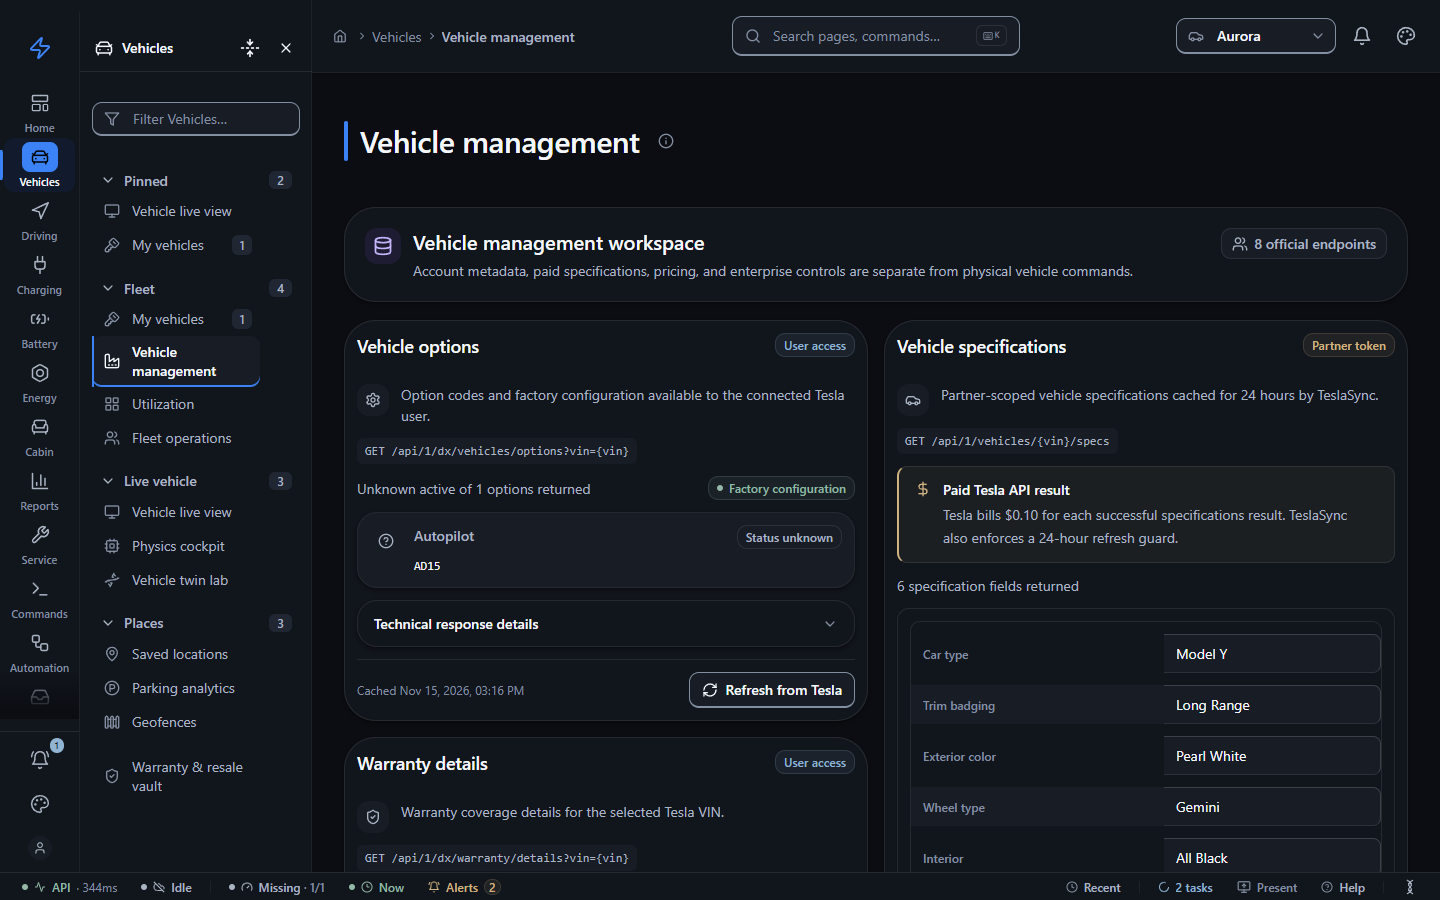 Home
Vehicles
Driving
Charging
Battery
Energy
Cabin
Reports
Service
Commands
Automation
1
Vehicles
Filter Vehicles...
Pinned 2
Vehicle live view
My vehicles 1
Fleet 4
My vehicles 1
Vehicle
management
Utilization
Fleet operations
Live vehicle 3
Vehicle live view
Physics cockpit
Vehicle twin lab
Places 3
Saved locations
Parking analytics
Geofences
Warranty & resale
vault
Vehicles > Vehicle management
Search pages, commands... K
Aurora
Vehicle management
Vehicle management workspace
Account metadata, paid specifications, pricing, and enterprise controls are separate from physical vehicle commands.
8 official endpoints
Vehicle options User access
Option codes and factory configuration available to the connected Tesla
user.
GET /api/1/dx/vehicles/options?vin={vin}
Unknown active of 1 options returned Factory configuration
Autopilot Status unknown
AD15
Technical response details
Cached Nov 15, 2026, 03:16 PM Refresh from Tesla
Warranty details User access
Warranty coverage details for the selected Tesla VIN.
GET /api/1/dx/warranty/details?vin={vin}
Vehicle specifications Partner token
Partner-scoped vehicle specifications cached for 24 hours by TeslaSync.
GET /api/1/vehicles/{vin}/specs
Paid Tesla API result
Tesla bills $0.10 for each successful specifications result. TeslaSync
also enforces a 24-hour refresh guard.
6 specification fields returned
Car type Model Y
Trim badging Long Range
Exterior color Pearl White
Wheel type Gemini
Interior All Black
API · 344ms Idle Missing · 1/1 Now Alerts 2 Recent 2 tasks Present Help